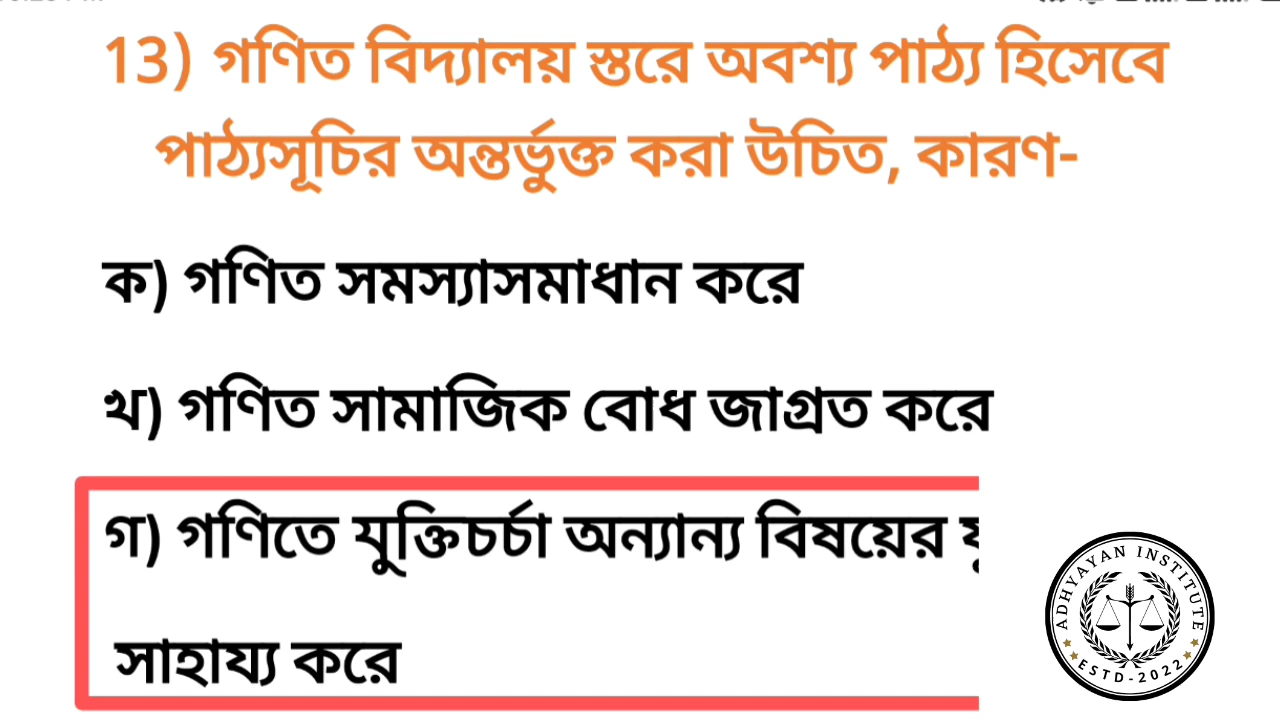 13) গণিত বিদ্যালয় স্তরে অবশ্য পাঠ্য হিসেবে
পাঠ্যসূচির অন্তর্ভুক্ত করা উচিত, কারণ-
ক) গণিত সমস্যাসমাধান করে
খ) গণিত সামাজিক বোধ জাগ্রত করে
গ) গণিতে যুক্তিচর্চা অন্যান্য বিষয়ের
সাহায্য করে
ADHYAYAN INSTITUTE
ESTD-2022